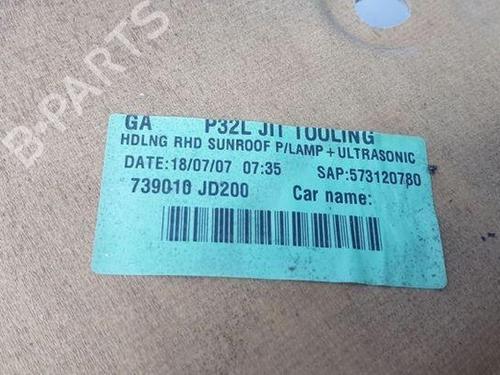 B-PARTS
GA P32L JIT TOOLING
HDLNG RHD SUNROOF P/LAMP + ULTRASONIC
DATE: 18/07/07 07:35 SAP:573120780
739010 JD200 Car name: